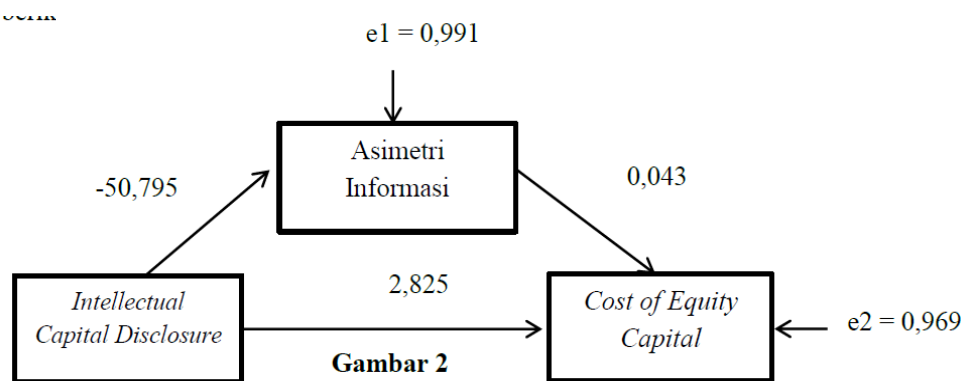 e1 = 0,991
Asimetri
Informasi
-50,795
0,043
2,825
Intellectual
Capital Disclosure
Cost of Equity
Capital
e2 = 0,969
Gambar 2